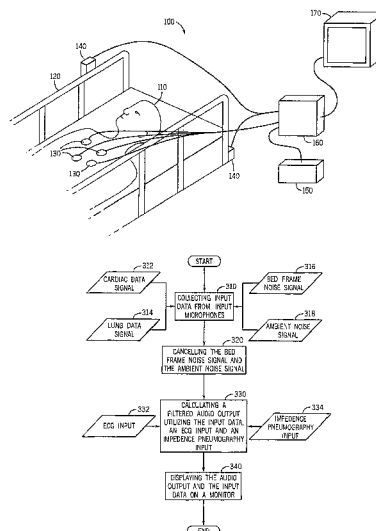 100
170
140
120
110
130
130
140
160
150
START
312
CARDIAC DATA
SIGNAL
310
316
BED FRAME
NOISE SIGNAL
COLLECTING INPUT
DATA FROM INPUT
MICROPHONES
314
LUNG DATA
SIGNAL
318
AMBIENT NOISE
SIGNAL
320
CANCELLING THE BED
FRAME NOISE SIGNAL AND
THE AMBIENT NOISE SIGNAL
330
CALCULATING A
FILTERED AUDIO OUTPUT
UTILIZING THE INPUT DATA,
AN ECG INPUT AND AN
IMPEDENCE PNEUMOGRAPHY
INPUT
332
ECG INPUT
334
IMPEDENCE
PNEUMOGRAPHY
INPUT
340
DISPLAYING THE AUDIO
OUTPUT AND THE INPUT
DATA ON A MONITOR
END